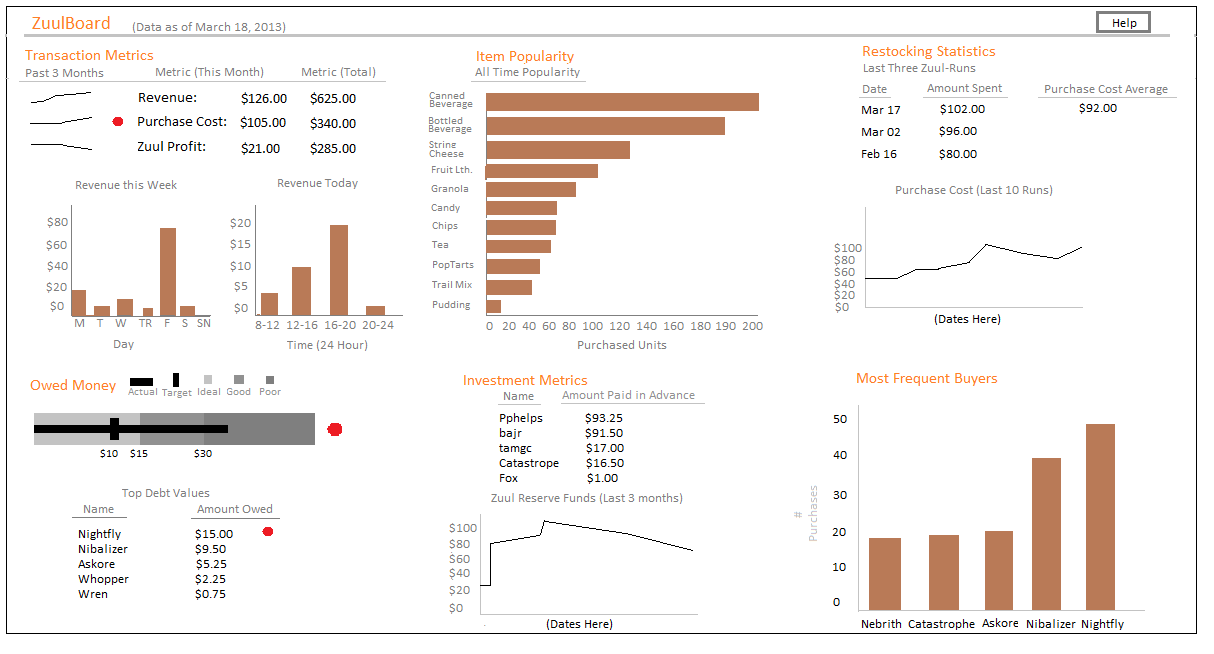 ZuulBoard (Data as of March 18, 2013) Help
Transaction Metrics
Past 3 Months Metric (This Month) Metric (Total)
Revenue: $126.00 $625.00
Purchase Cost: $105.00 $340.00
Zuul Profit: $21.00 $285.00
Revenue this Week
$80
$60
$40
$20
$0
M T W TR F S SN
Day
Revenue Today
$20
$15
$10
$5
$0
8-12 12-16 16-20 20-24
Time (24 Hour)
Item Popularity
All Time Popularity
Canned
Beverage
Bottled
Beverage
String
Cheese
Fruit Lth.
Granola
Candy
Chips
Tea
PopTarts
Trail Mix
Pudding
0 20 40 60 80 100 120 140 160 180 190 200
Purchased Units
Restocking Statistics
Last Three Zuul-Runs
Date Amount Spent Purchase Cost Average
Mar 17 $102.00 $92.00
Mar 02 $96.00
Feb 16 $80.00
Purchase Cost (Last 10 Runs)
$100
$80
$60
$40
$20
$0
(Dates Here)
Owed Money
Actual Target Ideal Good Poor
$10 $15 $30
Top Debt Values
Name Amount Owed
Nightfly $15.00
Nibalizer $9.50
Askore $5.25
Whopper $2.25
Wren $0.75
Investment Metrics
Name Amount Paid in Advance
Pphelps $93.25
bajr $91.50
tamgc $17.00
Catastrope $16.50
Fox $1.00
Zuul Reserve Funds (Last 3 months)
$100
$80
$60
$40
$20
$0
(Dates Here)
Most Frequent Buyers
#
Purchases
50
40
30
20
10
0
Nebrith Catastrophe Askore Nibalizer Nightfly